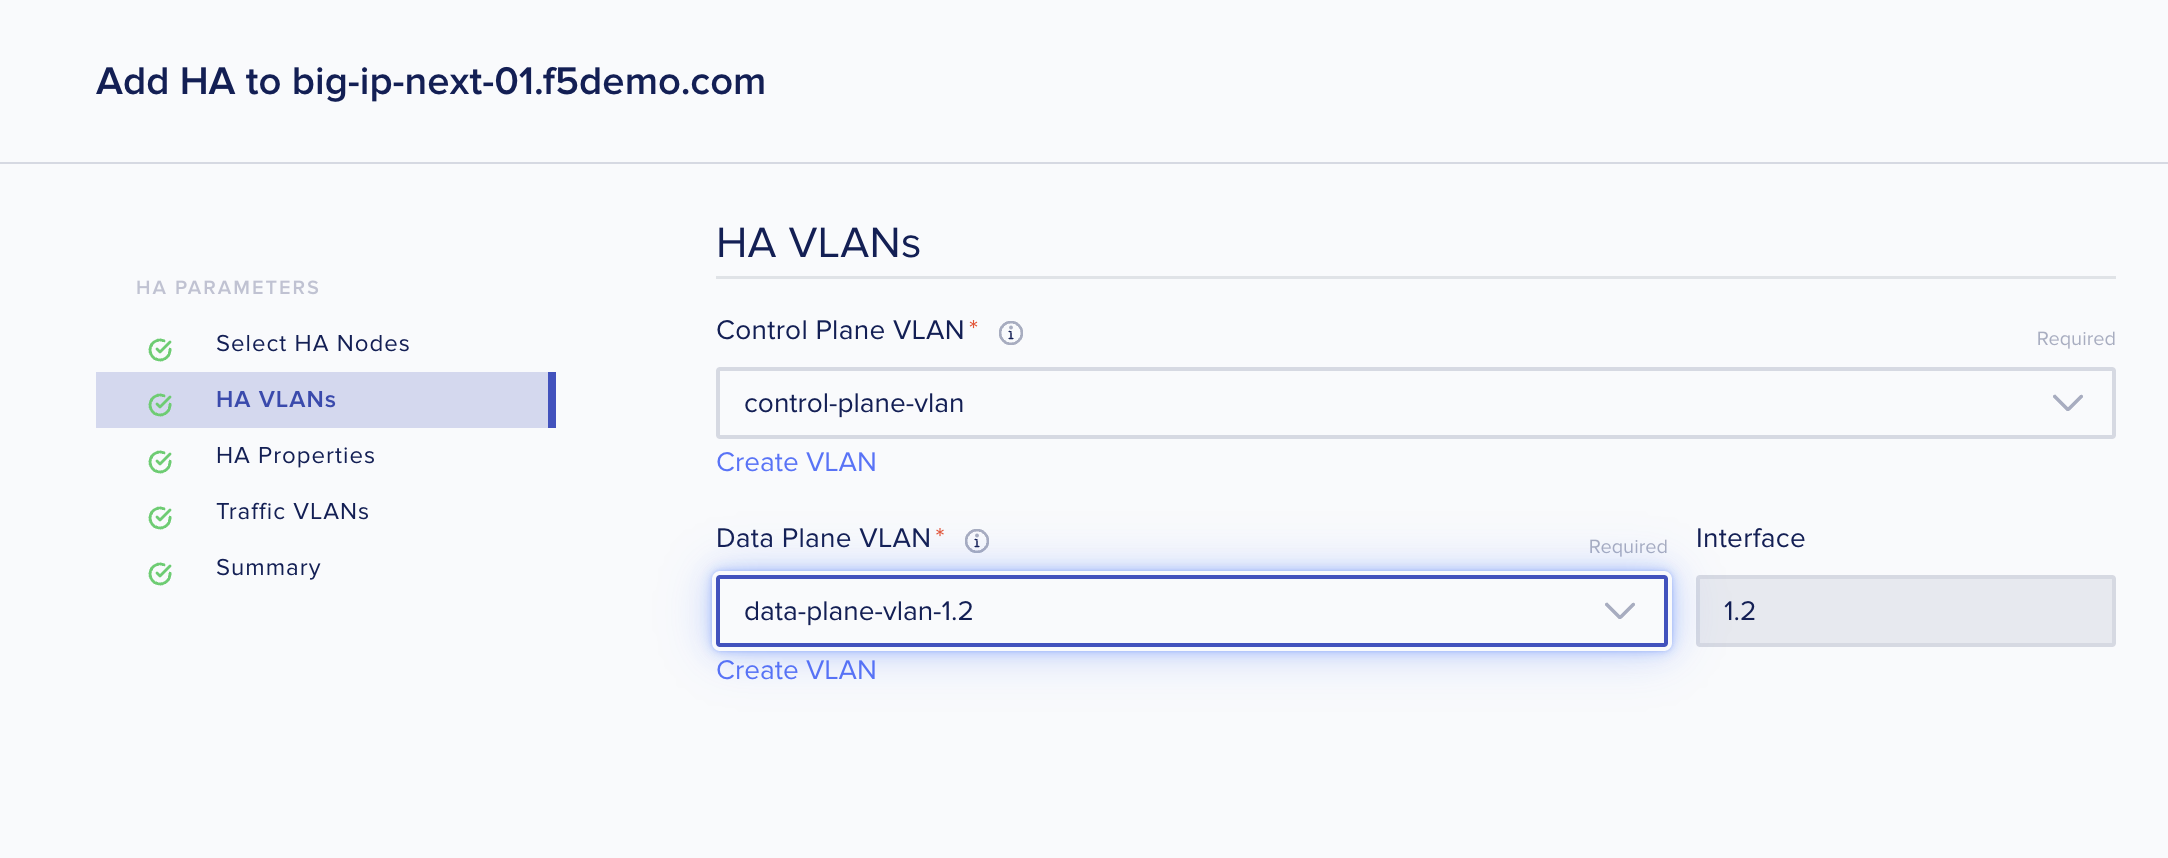 Add HA to big-ip-next-01.f5demo.com
HA PARAMETERS
Select HA Nodes
HA VLANs
HA Properties
Traffic VLANs
Summary
HA VLANs
Control Plane VLAN*
Required
control-plane-vlan
Create VLAN
Data Plane VLAN*
Required
Interface
data-plane-vlan-1.2
1.2
Create VLAN